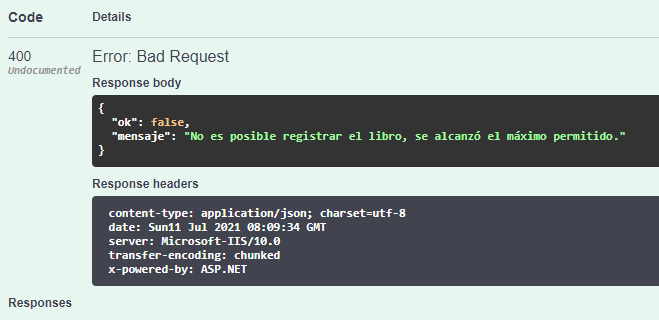 Code Details
400 Error: Bad Request
Undocumented
Response body
{
"ok": false,
"mensaje": "No es posible registrar el libro, se alcanzó el máximo permitido."
}
Response headers
content-type: application/json; charset=utf-8
date: Sun11 Jul 2021 08:09:34 GMT
server: Microsoft-IIS/10.0
transfer-encoding: chunked
x-powered-by: ASP.NET
Responses